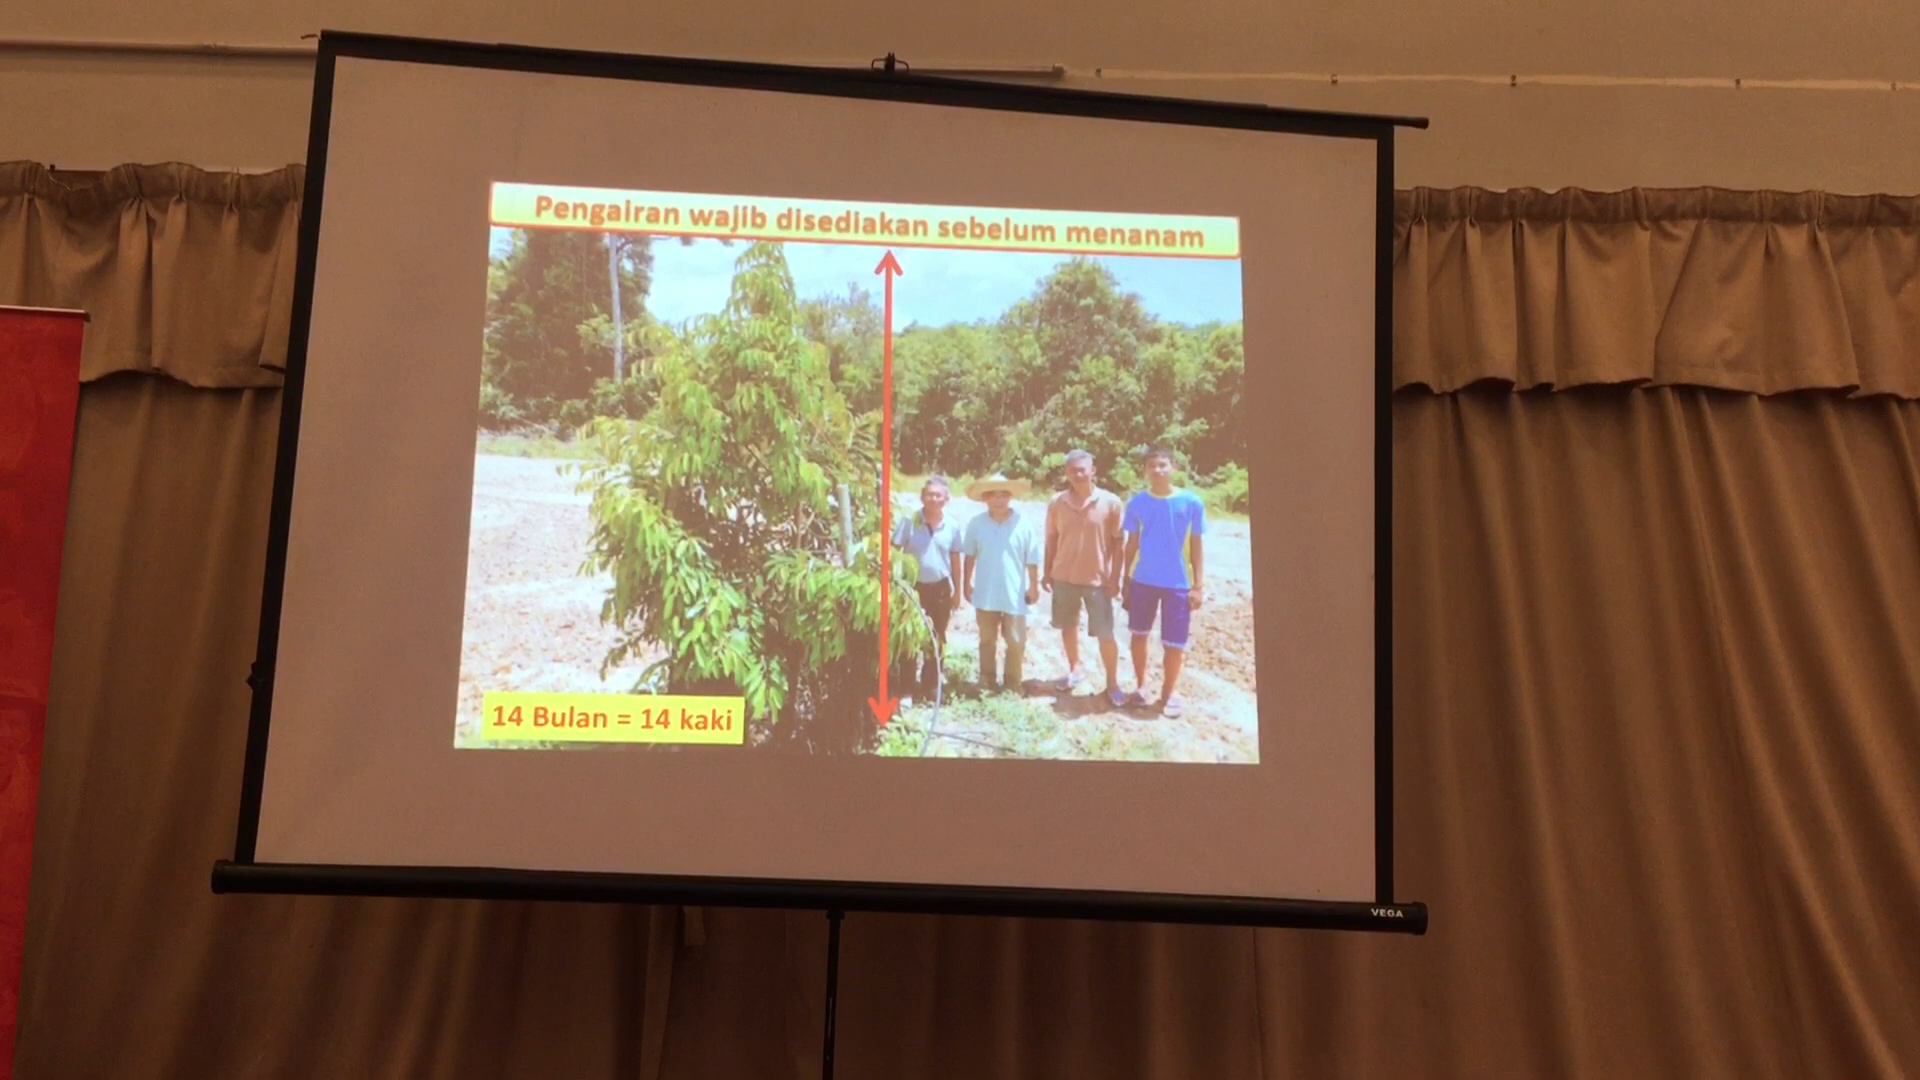 Pengairan wajib disediakan sebelum menanam
14 Bulan = 14 kaki
VEGA